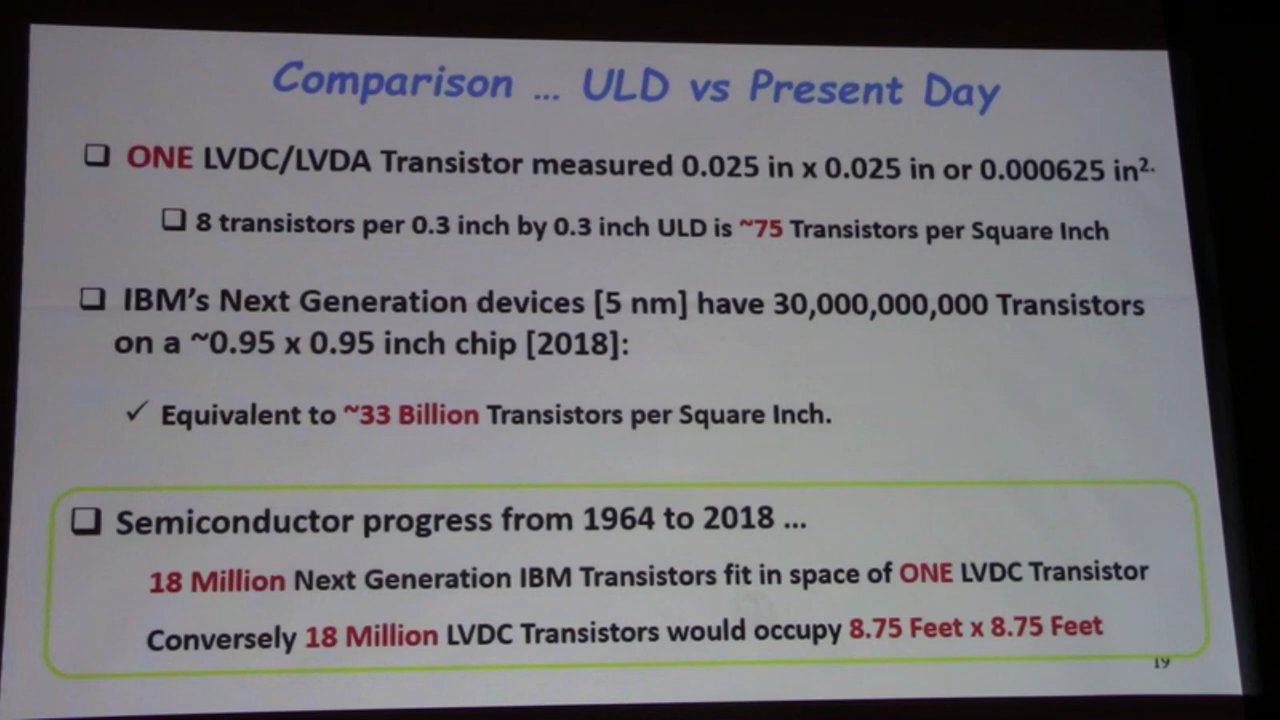 Comparison ... ULD vs Present Day
❑ ONE LVDC/LVDA Transistor measured 0.025 in x 0.025 in or 0.000625 in².
❑ 8 transistors per 0.3 inch by 0.3 inch ULD is ~75 Transistors per Square Inch
❑ IBM's Next Generation devices [5 nm] have 30,000,000,000 Transistors
on a ~0.95 x 0.95 inch chip [2018]:
✓ Equivalent to ~33 Billion Transistors per Square Inch.
❑ Semiconductor progress from 1964 to 2018 ...
18 Million Next Generation IBM Transistors fit in space of ONE LVDC Transistor
Conversely 18 Million LVDC Transistors would occupy 8.75 Feet x 8.75 Feet
19